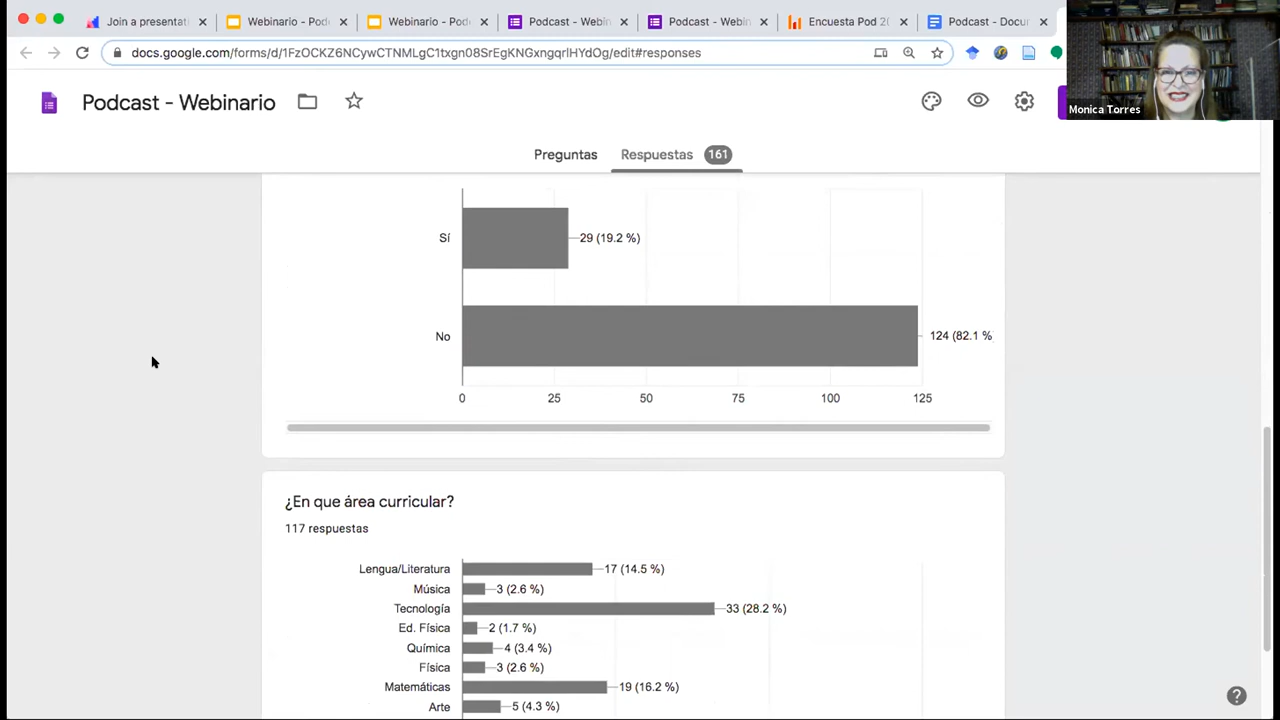 Join a presentati
Webinario - Pod
Webinario - Pod
Podcast - Webin
Podcast - Webin
Encuesta Pod 2
Podcast - Docur
docs.google.com/forms/d/1FzOCKZ6NCywCTNMLgC1txgn08SrEgKNGxngqrlHYdOg/edit#responses
Podcast - Webinario
Monica Torres
Preguntas
Respuestas 161
Sí 29 (19.2 %)
No 124 (82.1 %
0 25 50 75 100 125
¿En que área curricular?
117 respuestas
Lengua/Literatura 17 (14.5 %)
Música 3 (2.6 %)
Tecnología 33 (28.2 %)
Ed. Física 2 (1.7 %)
Química 4 (3.4 %)
Física 3 (2.6 %)
Matemáticas 19 (16.2 %)
Arte 5 (4.3 %)